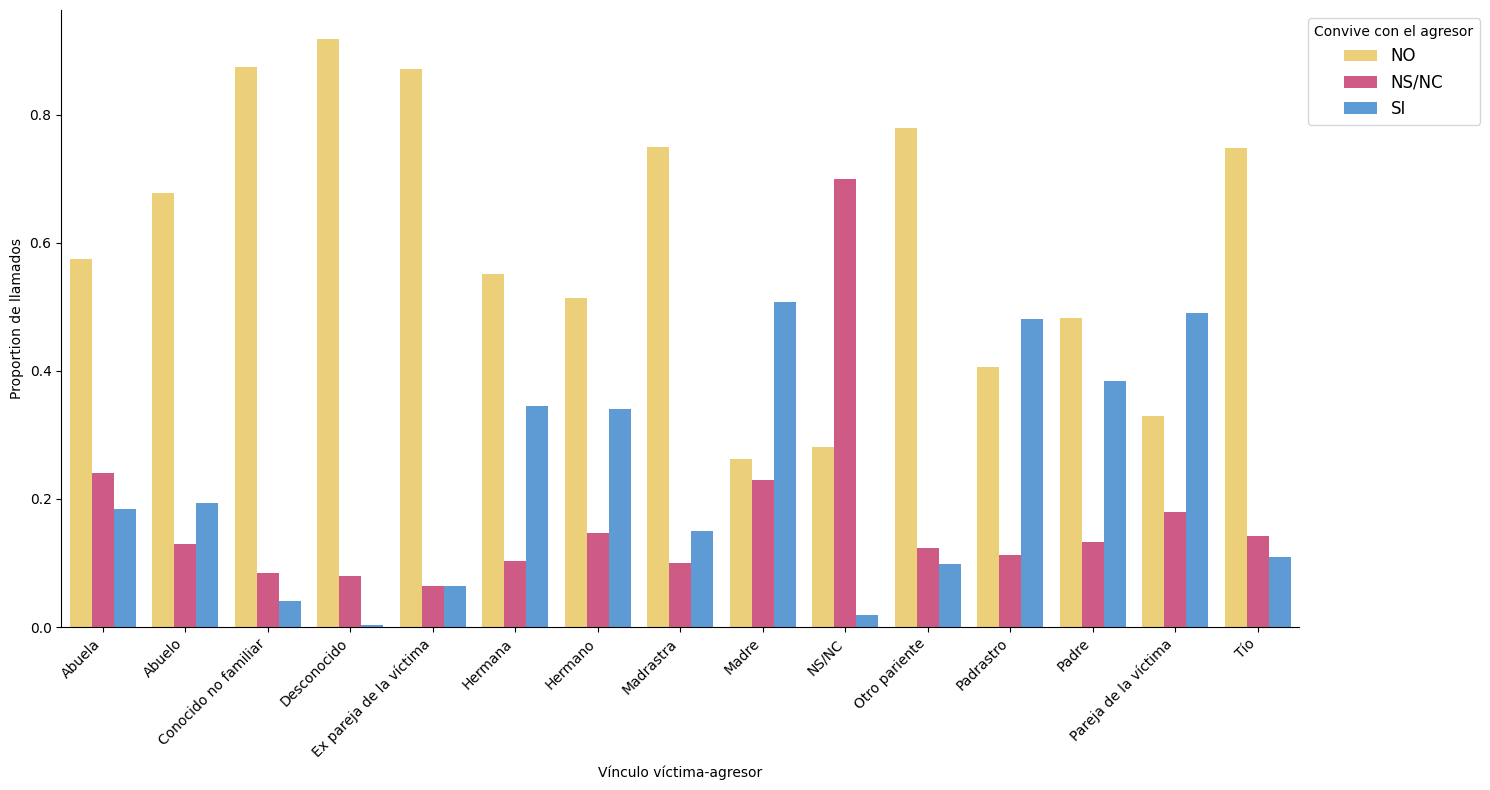 Convive con el agresor
NO
NS/NC
SI
Proportion de llamados
0.8
0.6
0.4
0.2
0.0
Abuela
Abuelo
Conocido no familiar
Desconocido
Ex pareja de la víctima
Hermana
Hermano
Madrastra
Madre
NS/NC
Otro pariente
Padrastro
Padre
Pareja de la víctima
Tío
Vínculo víctima-agresor